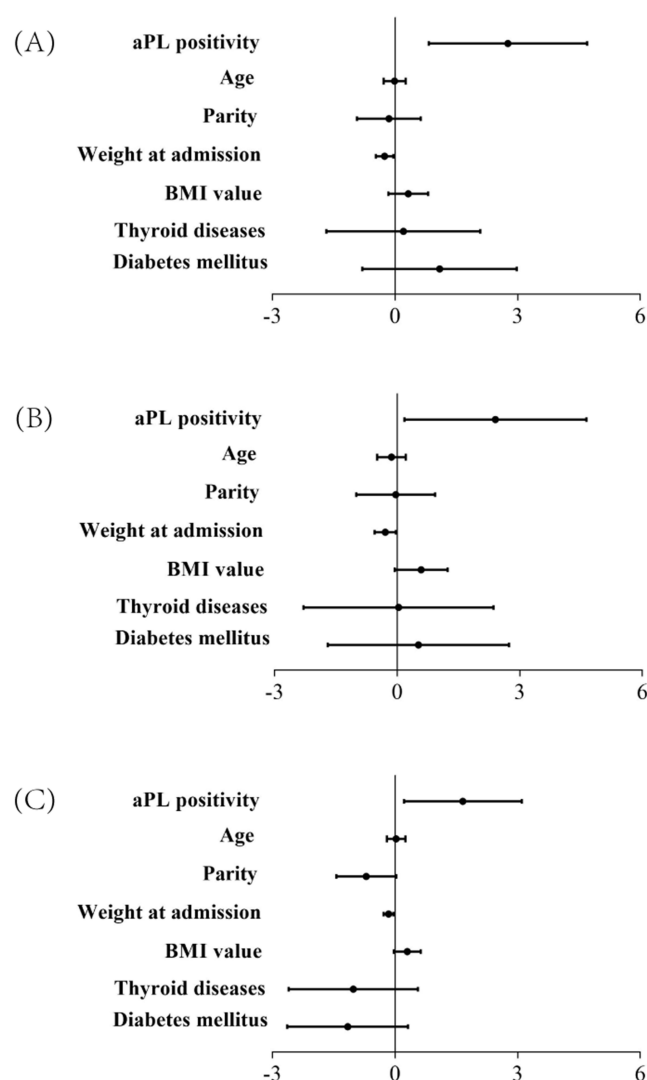 (A)
aPL positivity
Age
Parity
Weight at admission
BMI value
Thyroid diseases
Diabetes mellitus
-3 0 3 6
(B)
aPL positivity
Age
Parity
Weight at admission
BMI value
Thyroid diseases
Diabetes mellitus
-3 0 3 6
(C)
aPL positivity
Age
Parity
Weight at admission
BMI value
Thyroid diseases
Diabetes mellitus
-3 0 3 6